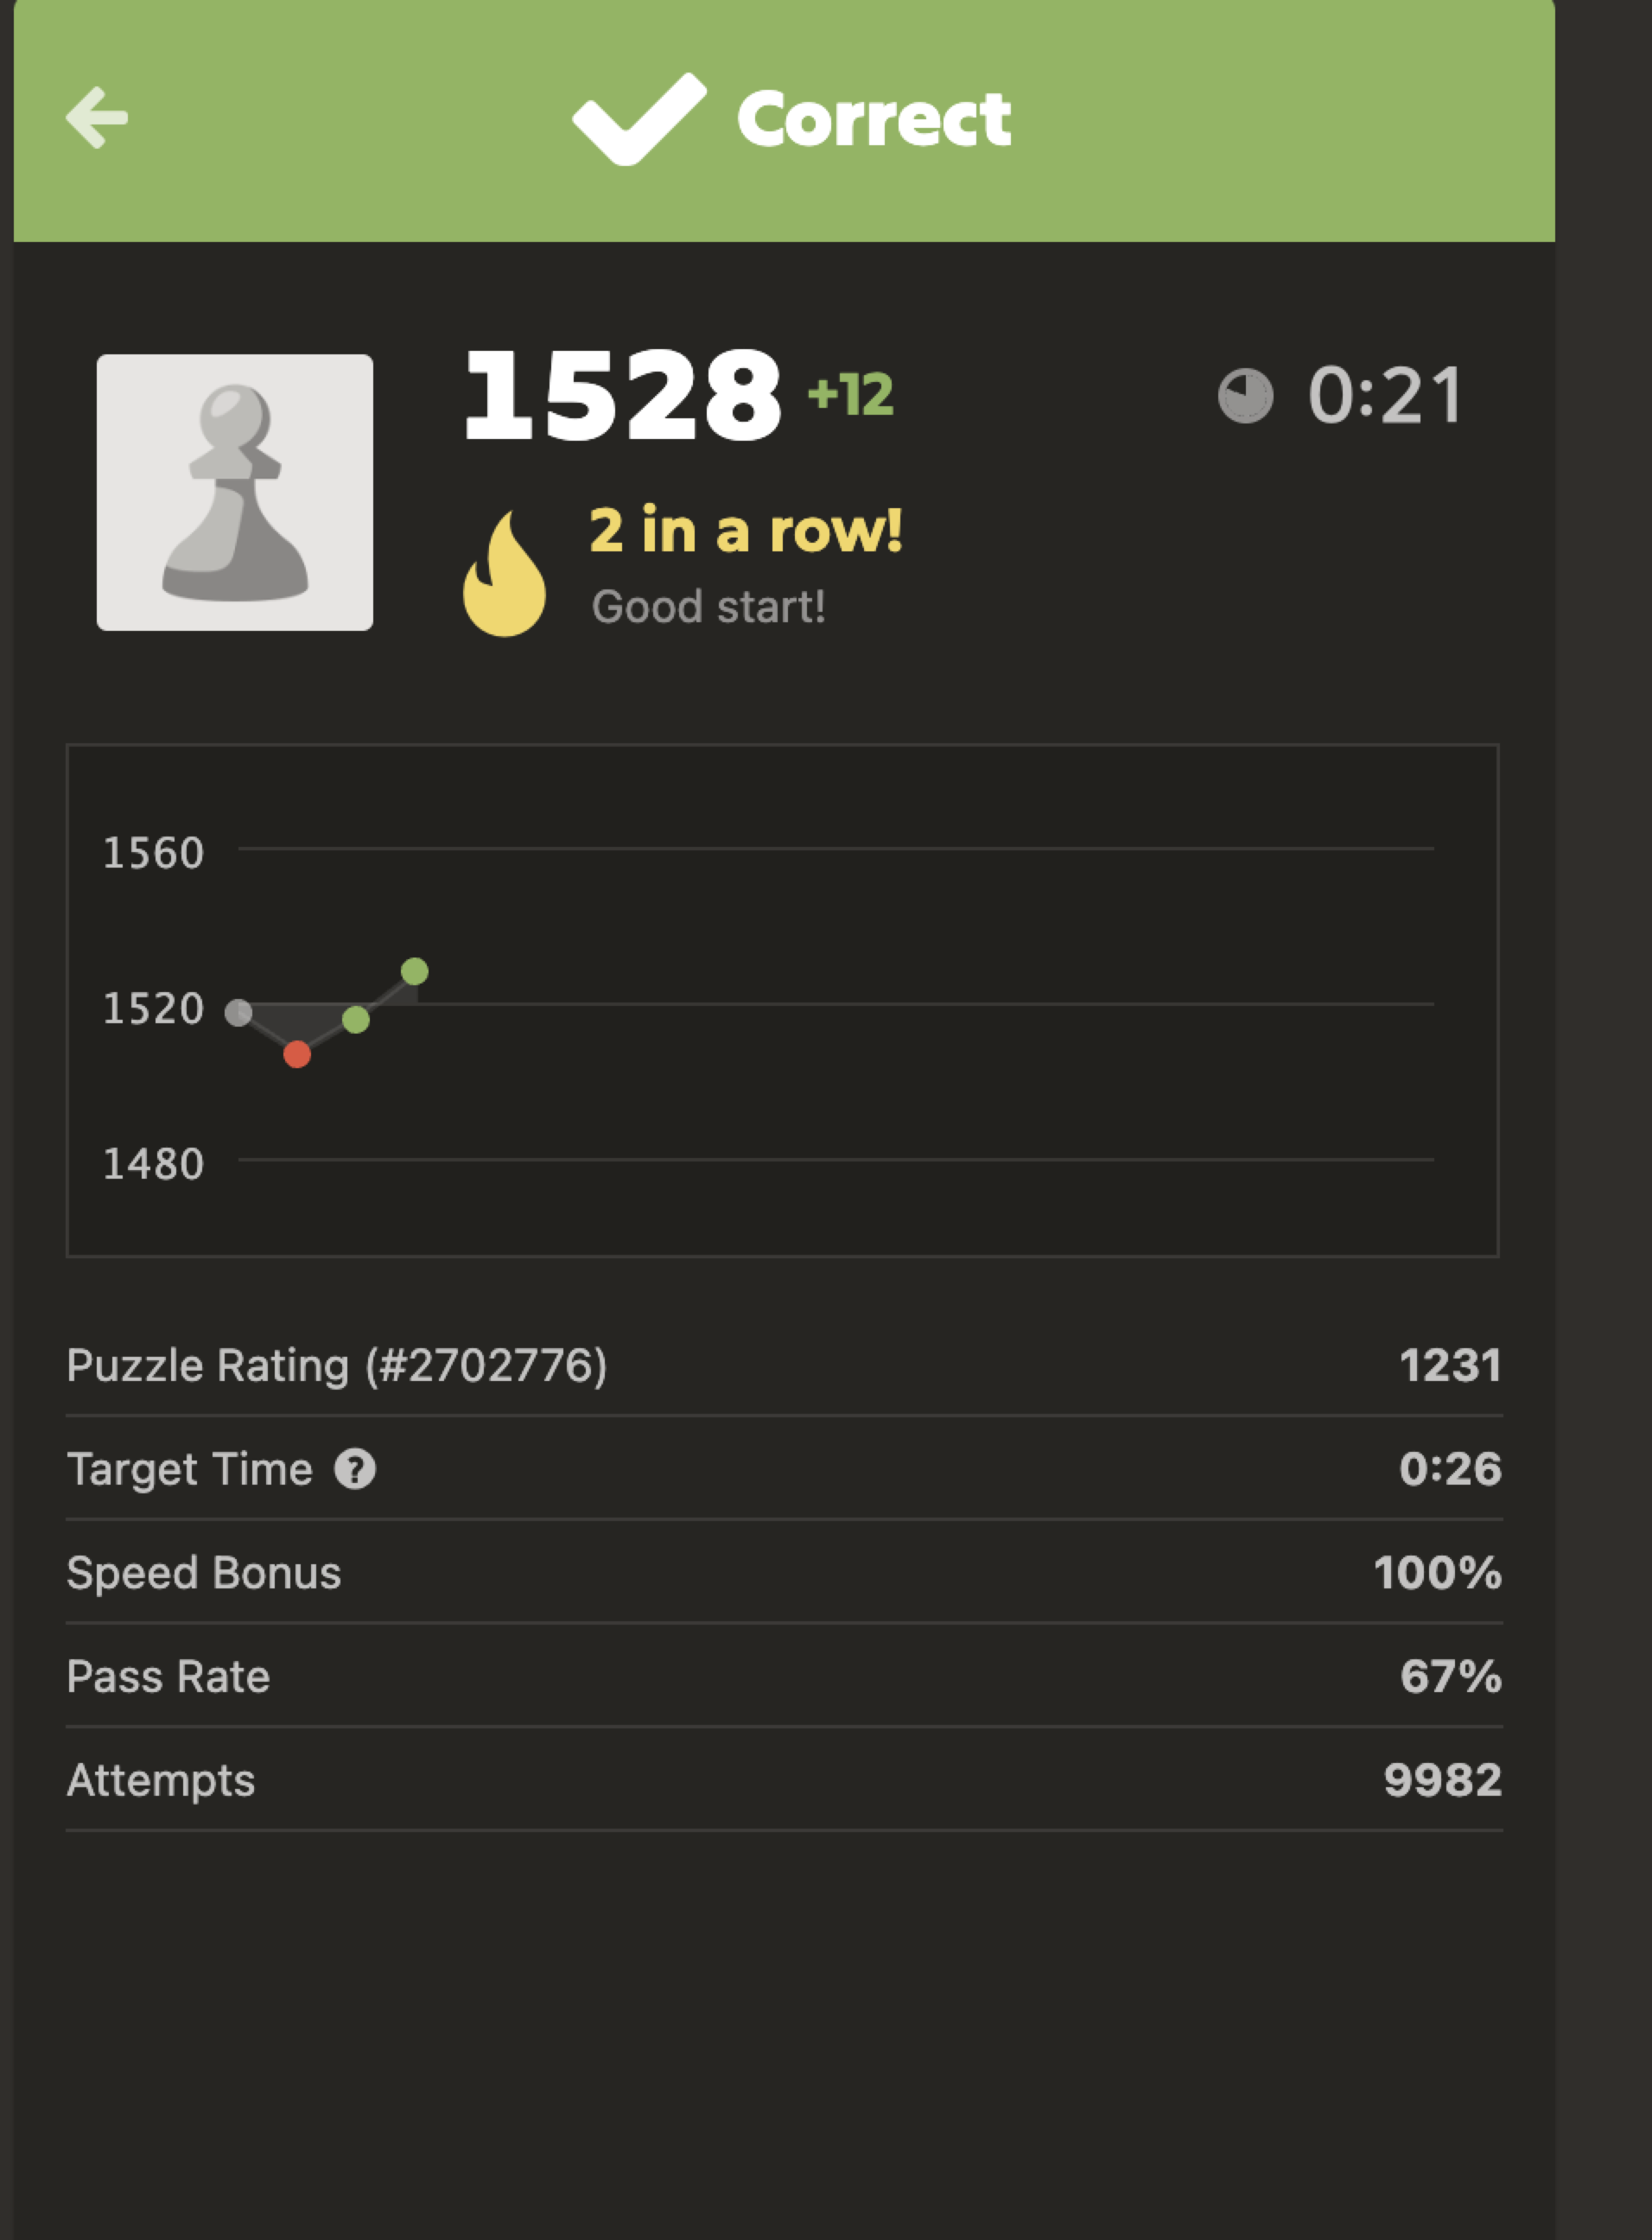 Correct
1528 +12 0:21
2 in a row!
Good start!
1560
1520
1480
Puzzle Rating (#2702776) 1231
Target Time ? 0:26
Speed Bonus 100%
Pass Rate 67%
Attempts 9982